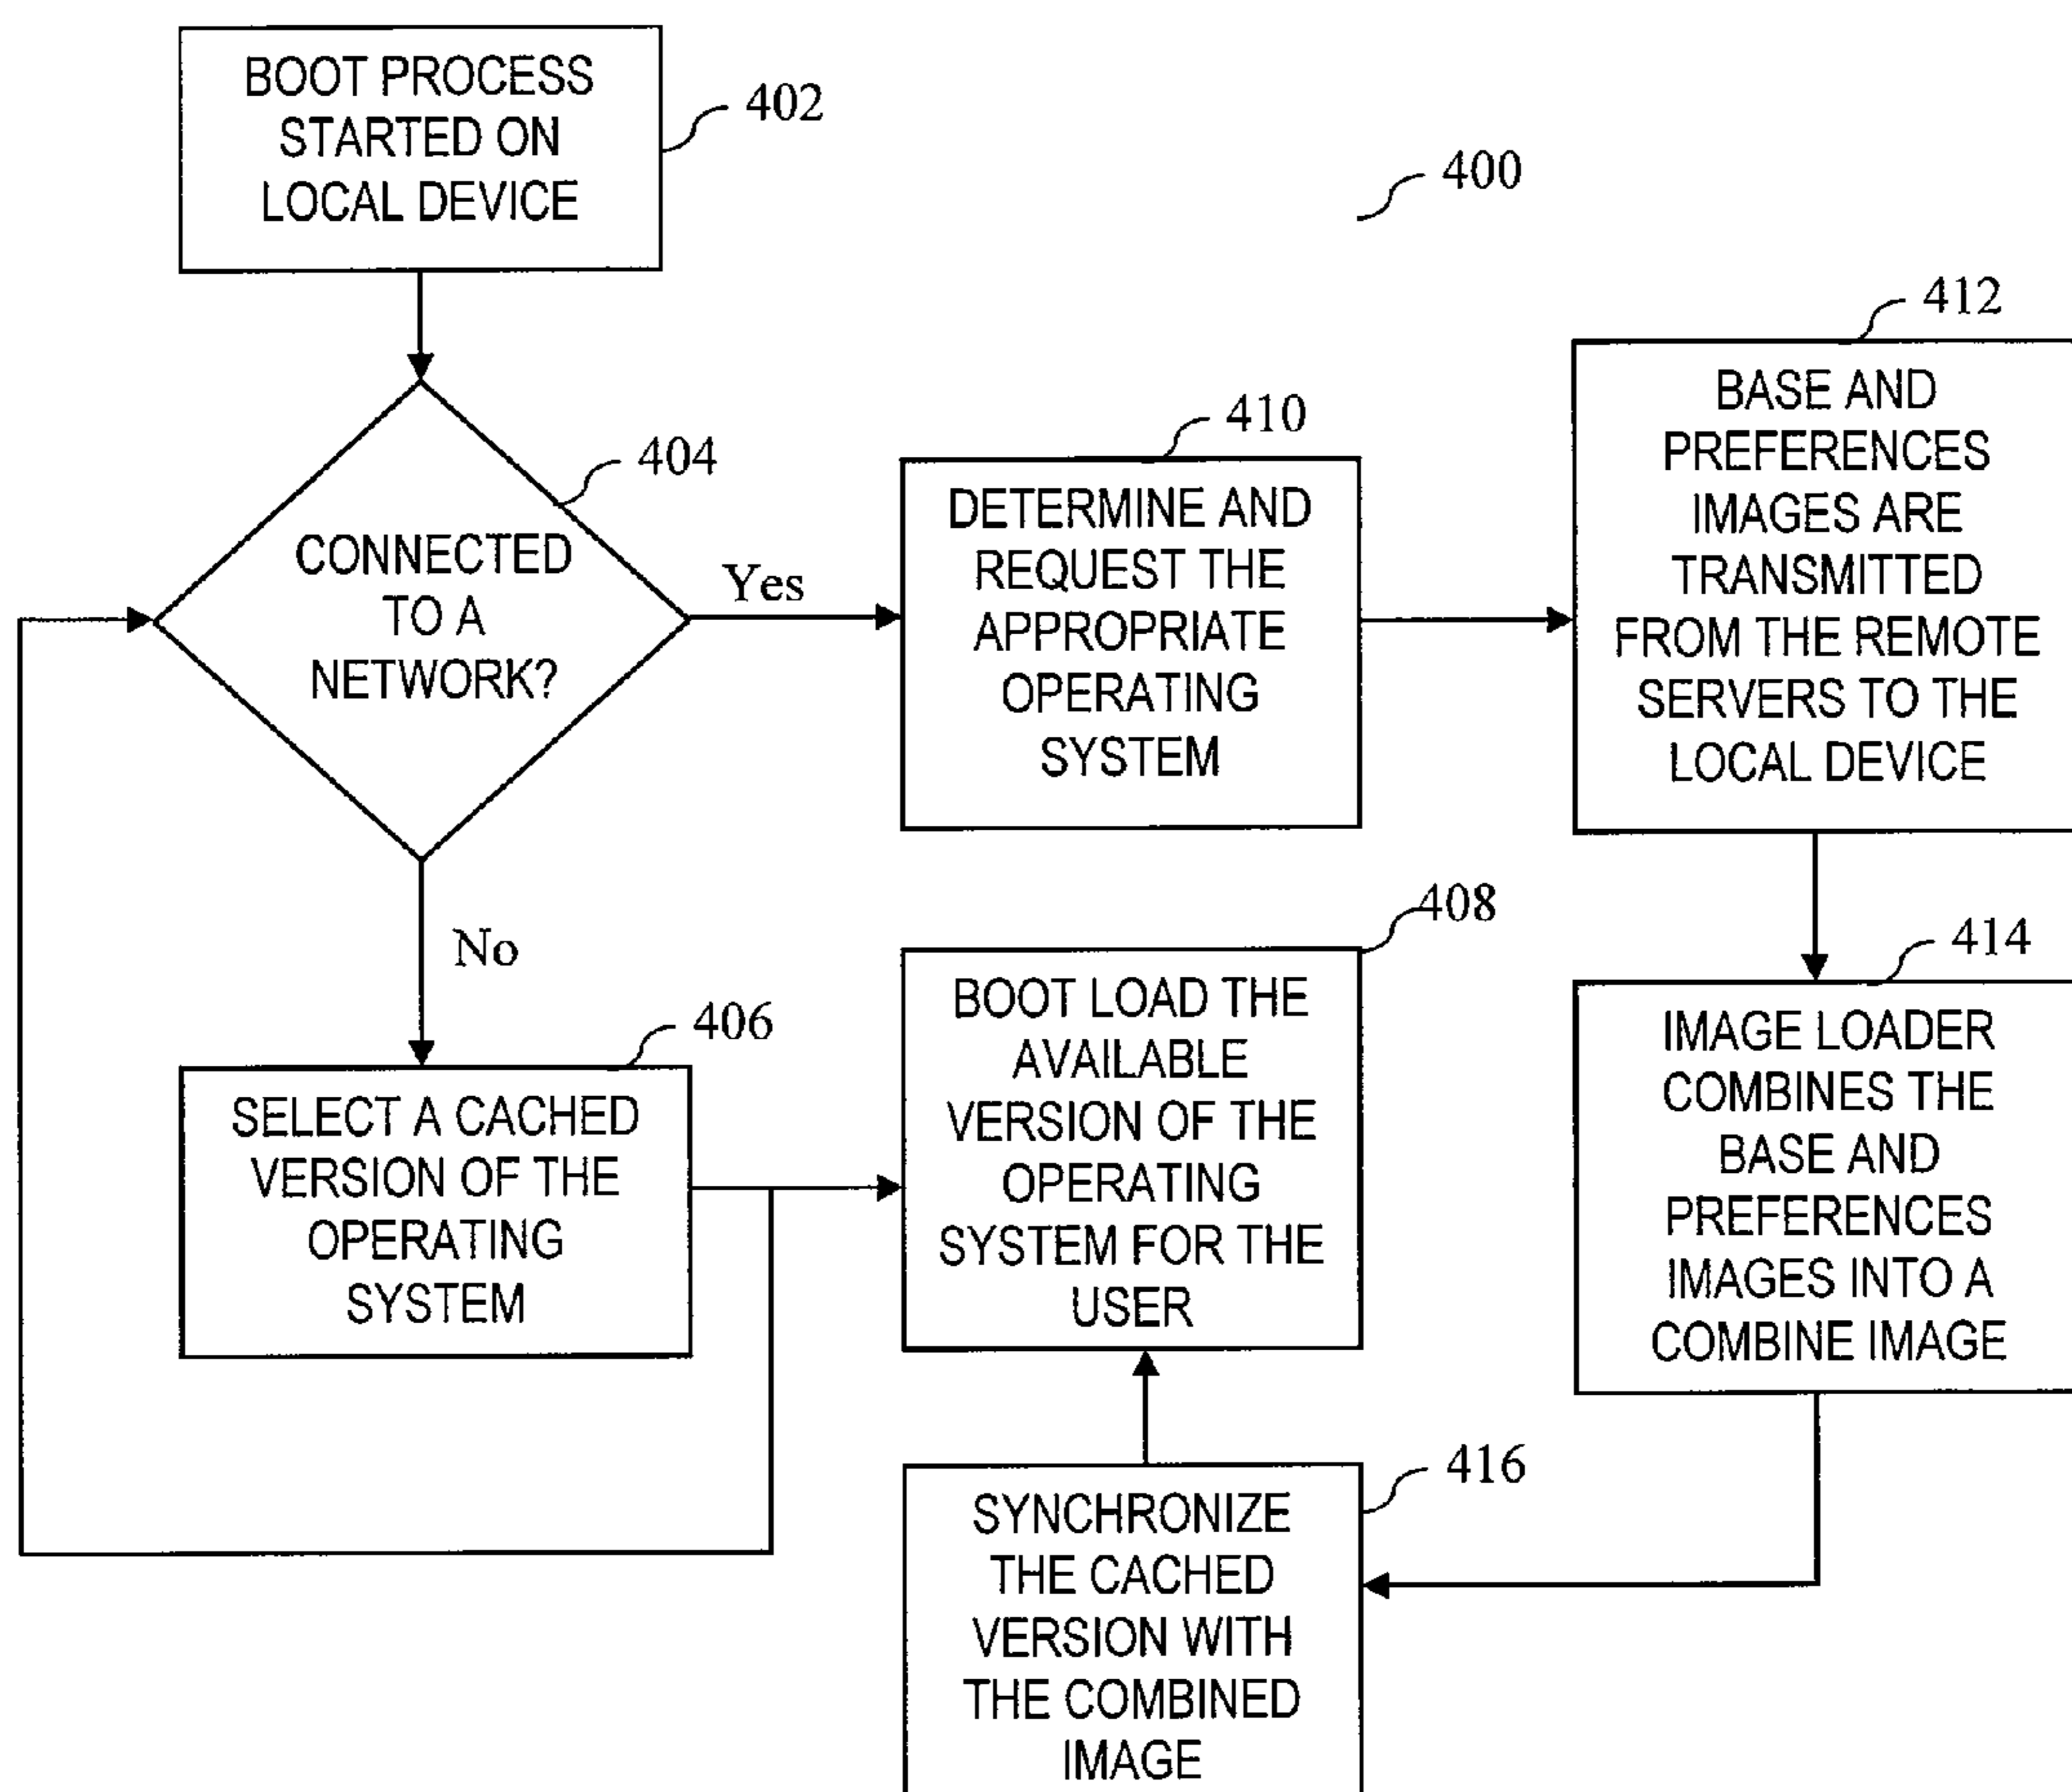 BOOT PROCESS
STARTED ON
LOCAL DEVICE
402
400
CONNECTED
TO A
NETWORK?
404
Yes
No
DETERMINE AND
REQUEST THE
APPROPRIATE
OPERATING
SYSTEM
410
BASE AND
PREFERENCES
IMAGES ARE
TRANSMITTED
FROM THE REMOTE
SERVERS TO THE
LOCAL DEVICE
412
SELECT A CACHED
VERSION OF THE
OPERATING
SYSTEM
406
BOOT LOAD THE
AVAILABLE
VERSION OF THE
OPERATING
SYSTEM FOR THE
USER
408
IMAGE LOADER
COMBINES THE
BASE AND
PREFERENCES
IMAGES INTO A
COMBINE IMAGE
414
SYNCHRONIZE
THE CACHED
VERSION WITH
THE COMBINED
IMAGE
416